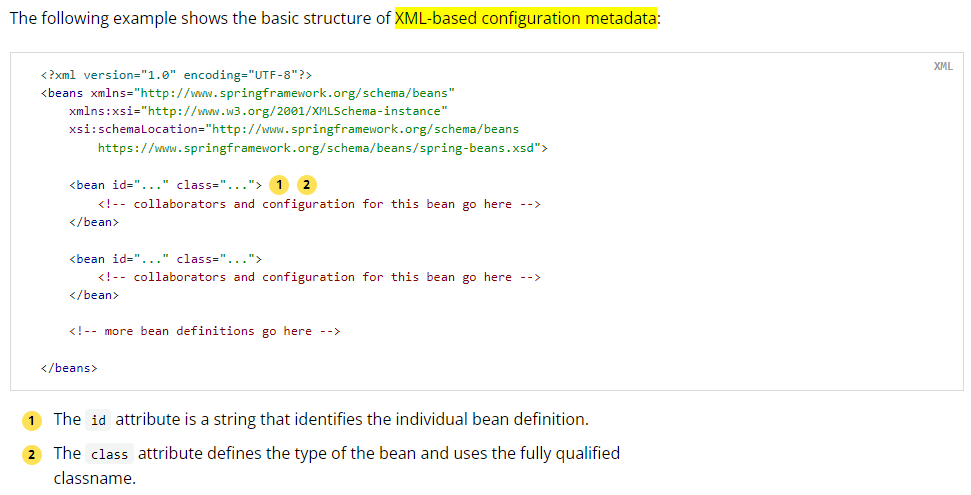 The following example shows the basic structure of XML-based configuration metadata:
XML
<?xml version="1.0" encoding="UTF-8"?>
<beans xmlns="http://www.springframework.org/schema/beans"
    xmlns:xsi="http://www.w3.org/2001/XMLSchema-instance"
    xsi:schemaLocation="http://www.springframework.org/schema/beans
        https://www.springframework.org/schema/beans/spring-beans.xsd">
    <bean id="..." class="..."> 1 2
        <!-- collaborators and configuration for this bean go here -->
    </bean>
    <bean id="..." class="...">
        <!-- collaborators and configuration for this bean go here -->
    </bean>
    <!-- more bean definitions go here -->
</beans>
1 The id attribute is a string that identifies the individual bean definition.
2 The class attribute defines the type of the bean and uses the fully qualified
classname.